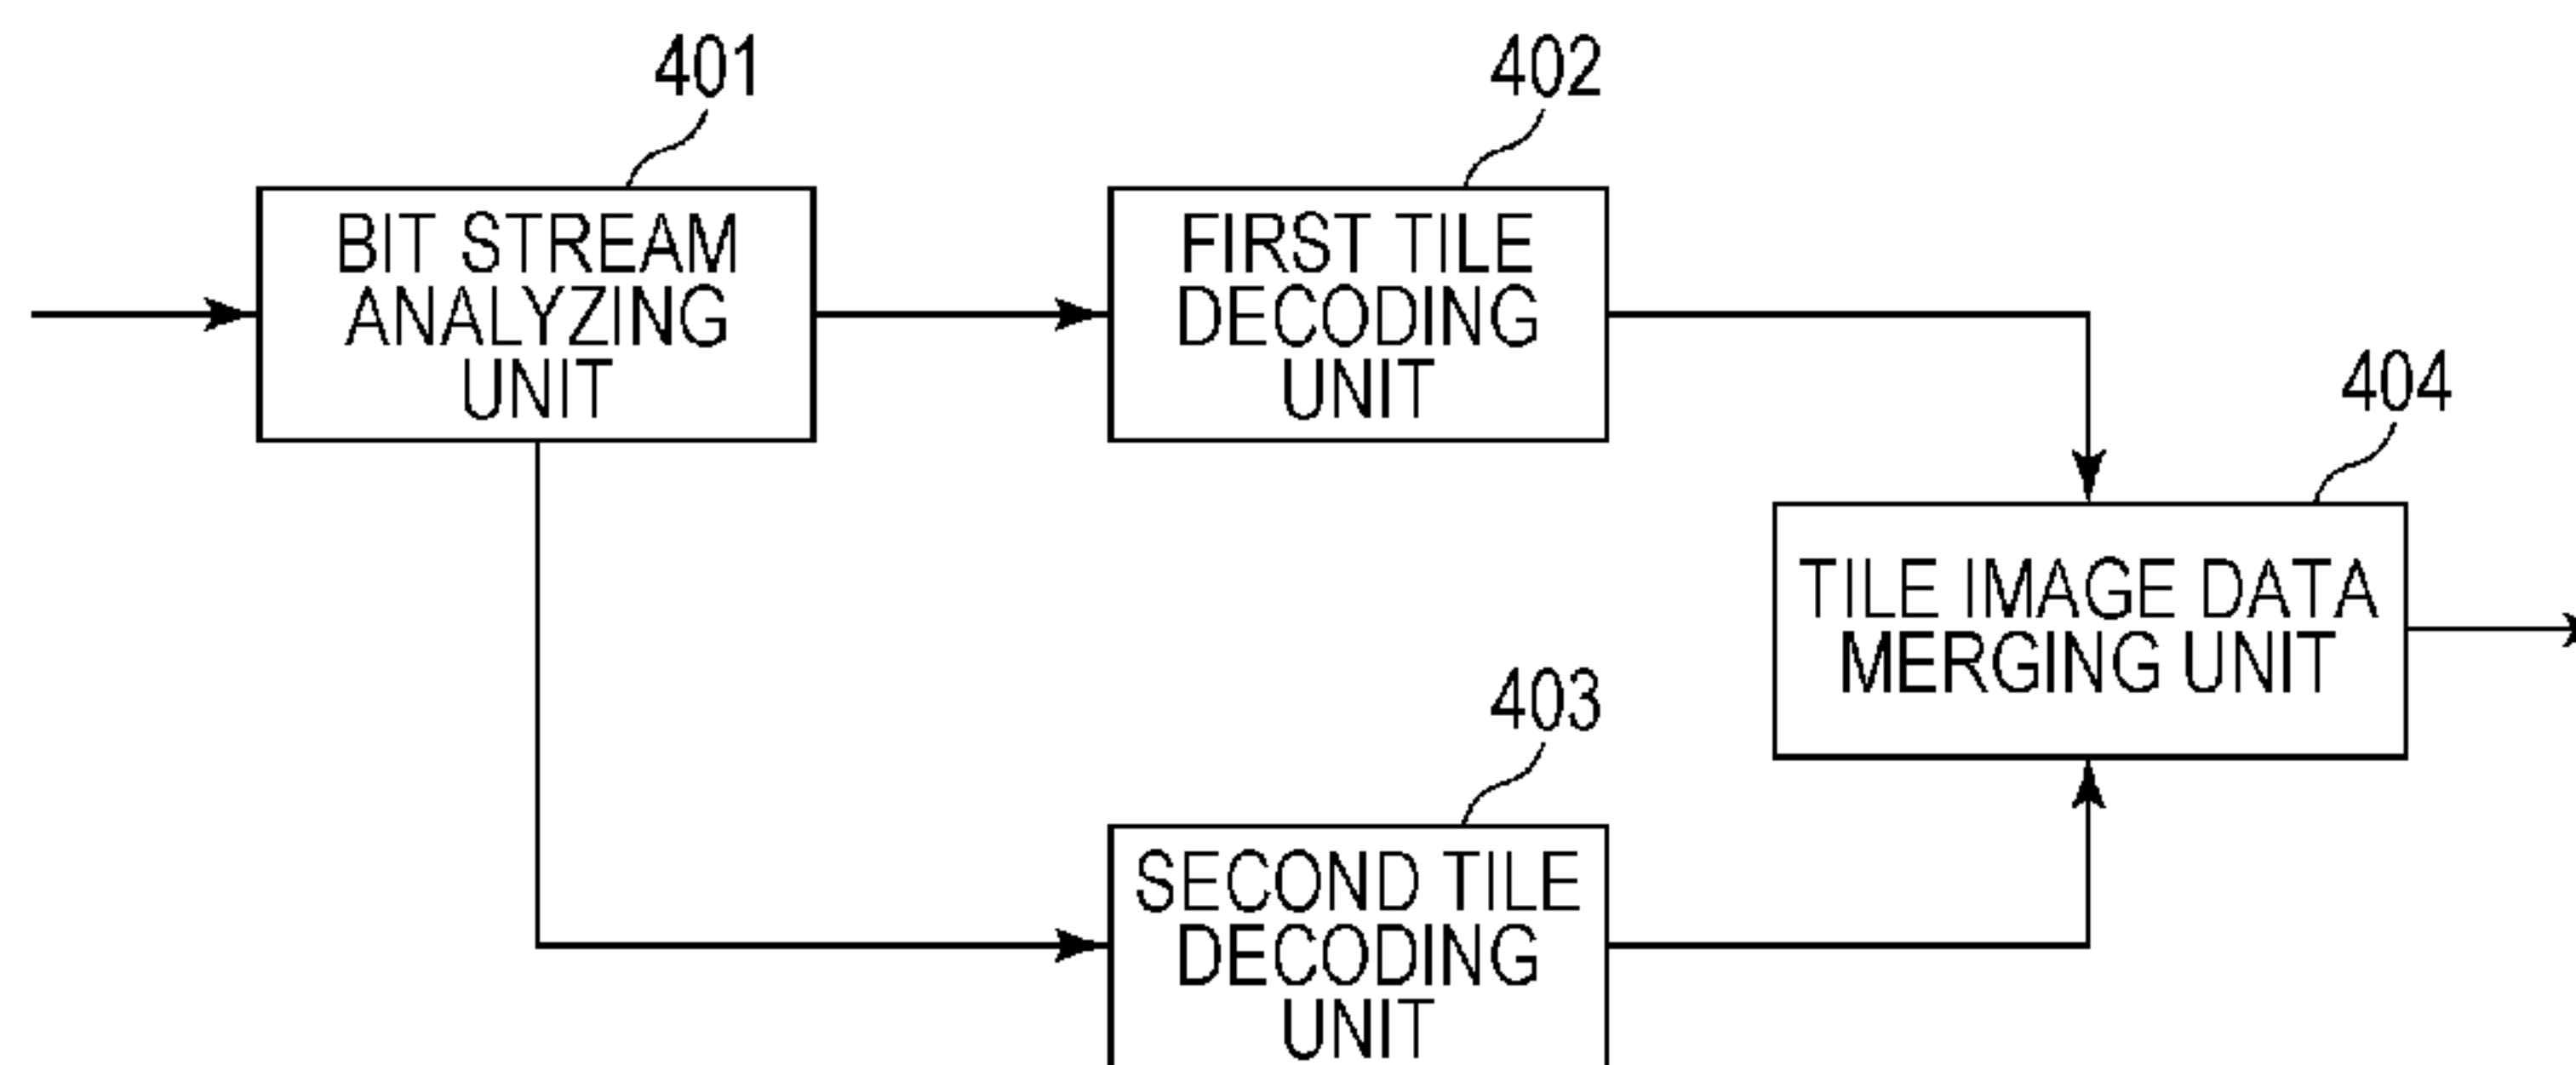 401
BIT STREAM
ANALYZING
UNIT
402
FIRST TILE
DECODING
UNIT
404
TILE IMAGE DATA
MERGING UNIT
403
SECOND TILE
DECODING
UNIT